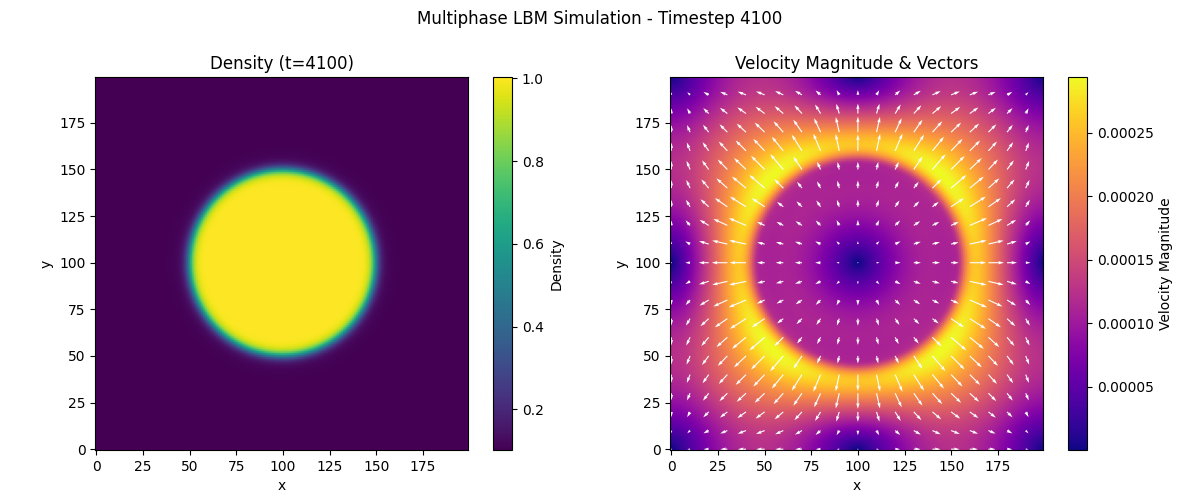 Multiphase LBM Simulation - Timestep 4100
Density (t=4100)
175
150
125
100
75
50
25
0
y
0 25 50 75 100 125 150 175
x
1.0
0.8
0.6
0.4
0.2
Density
Velocity Magnitude & Vectors
175
150
125
100
75
50
25
0
y
0 25 50 75 100 125 150 175
x
0.00025
0.00020
0.00015
0.00010
0.00005
Velocity Magnitude